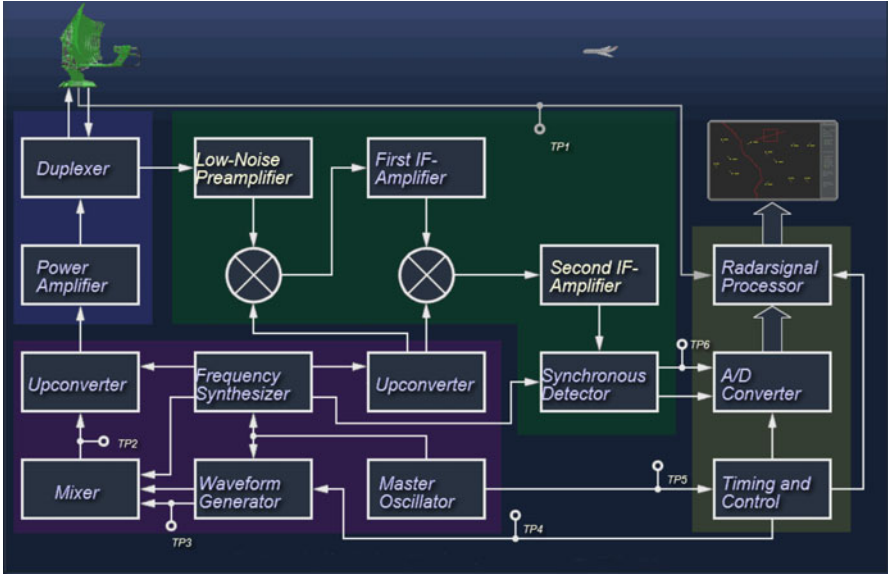 TP1
Duplexer
Low-Noise
Preamplifier
First IF-
Amplifier
Power
Amplifier
Second IF-
Amplifier
Radarsignal
Processor
Upconverter
Frequency
Synthesizer
Upconverter
Synchronous
Detector
TP6
A/D
Converter
TP2
Mixer
Waveform
Generator
Master
Oscillator
TP5
Timing and
Control
TP3
TP4